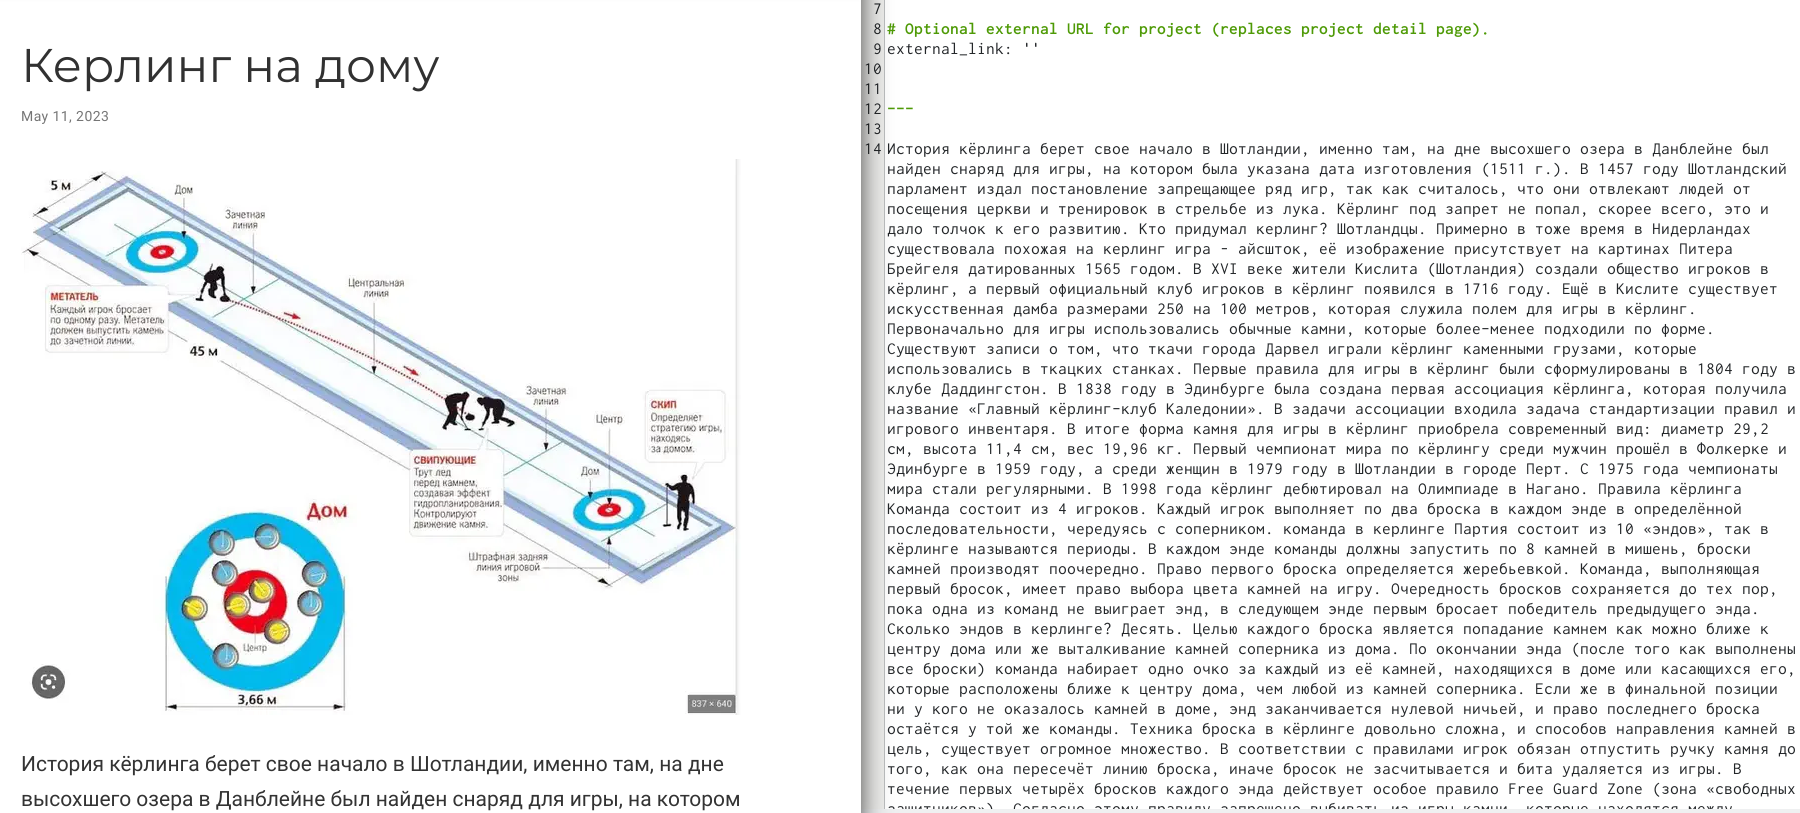 Керлинг на дому
May 11, 2023
5 м
Дом
Зачетная
линия
Центральная
линия
МЕТАТЕЛЬ
Каждый игрок бросает
по одному разу. Метатель
должен выпустить камень
до зачетной линии.
45 м
Зачетная
линия
Центр
СКИП
Определяет
стратегию игры,
находясь
за домом.
СВИПУЮЩИЕ
Трут лед
перед камнем,
создавая эффект
гидропланирования.
Контролируют
движение камня.
Дом
Штрафная задняя
линия игровой
зоны
Дом
Центр
3,66 м
837 × 640
История кёрлинга берет свое начало в Шотландии, именно там, на дне
высохшего озера в Данблейне был найден снаряд для игры, на котором
7
8 # Optional external URL for project (replaces project detail page).
9 external_link: ''
10
11
12 ---
13
14 История кёрлинга берет свое начало в Шотландии, именно там, на дне высохшего озера в Данблейне был
найден снаряд для игры, на котором была указана дата изготовления (1511 г.). В 1457 году Шотландский
парламент издал постановление запрещающее ряд игр, так как считалось, что они отвлекают людей от
посещения церкви и тренировок в стрельбе из лука. Кёрлинг под запрет не попал, скорее всего, это и
дало толчок к его развитию. Кто придумал керлинг? Шотландцы. Примерно в тоже время в Нидерландах
существовала похожая на керлинг игра - айсшток, её изображение присутствует на картинах Питера
Брейгеля датированных 1565 годом. В XVI веке жители Кислита (Шотландия) создали общество игроков в
кёрлинг, а первый официальный клуб игроков в кёрлинг появился в 1716 году. Ещё в Кислите существует
искусственная дамба размерами 250 на 100 метров, которая служила полем для игры в кёрлинг.
Первоначально для игры использовались обычные камни, которые более-менее подходили по форме.
Существуют записи о том, что ткачи города Дарвел играли кёрлинг каменными грузами, которые
использовались в ткацких станках. Первые правила для игры в кёрлинг были сформулированы в 1804 году в
клубе Даддингстон. В 1838 году в Эдинбурге была создана первая ассоциация кёрлинга, которая получила
название «Главный кёрлинг-клуб Каледонии». В задачи ассоциации входила задача стандартизации правил и
игрового инвентаря. В итоге форма камня для игры в кёрлинг приобрела современный вид: диаметр 29,2
см, высота 11,4 см, вес 19,96 кг. Первый чемпионат мира по кёрлингу среди мужчин прошёл в Фолкерке и
Эдинбурге в 1959 году, а среди женщин в 1979 году в Шотландии в городе Перт. С 1975 года чемпионаты
мира стали регулярными. В 1998 года кёрлинг дебютировал на Олимпиаде в Нагано. Правила кёрлинга
Команда состоит из 4 игроков. Каждый игрок выполняет по два броска в каждом энде в определённой
последовательности, чередуясь с соперником. команда в керлинге Партия состоит из 10 «эндов», так в
кёрлинге называются периоды. В каждом энде команды должны запустить по 8 камней в мишень, броски
камней производят поочередно. Право первого броска определяется жеребьевкой. Команда, выполняющая
первый бросок, имеет право выбора цвета камней на игру. Очередность бросков сохраняется до тех пор,
пока одна из команд не выиграет энд, в следующем энде первым бросает победитель предыдущего энда.
Сколько эндов в керлинге? Десять. Целью каждого броска является попадание камнем как можно ближе к
центру дома или же выталкивание камней соперника из дома. По окончании энда (после того как выполнены
все броски) команда набирает одно очко за каждый из её камней, находящихся в доме или касающихся его,
которые расположены ближе к центру дома, чем любой из камней соперника. Если же в финальной позиции
ни у кого не оказалось камней в доме, энд заканчивается нулевой ничьей, и право последнего броска
остаётся у той же команды. Техника броска в кёрлинге довольно сложна, и способов направления камней в
цель, существует огромное множество. В соответствии с правилами игрок обязан отпустить ручку камня до
того, как она пересечёт линию броска, иначе бросок не засчитывается и бита удаляется из игры. В
течение первых четырёх бросков каждого энда действует особое правило Free Guard Zone (зона «свободных
защитников»). Согласно этому правилу запрещено выбивать из игры камни, которые находятся между